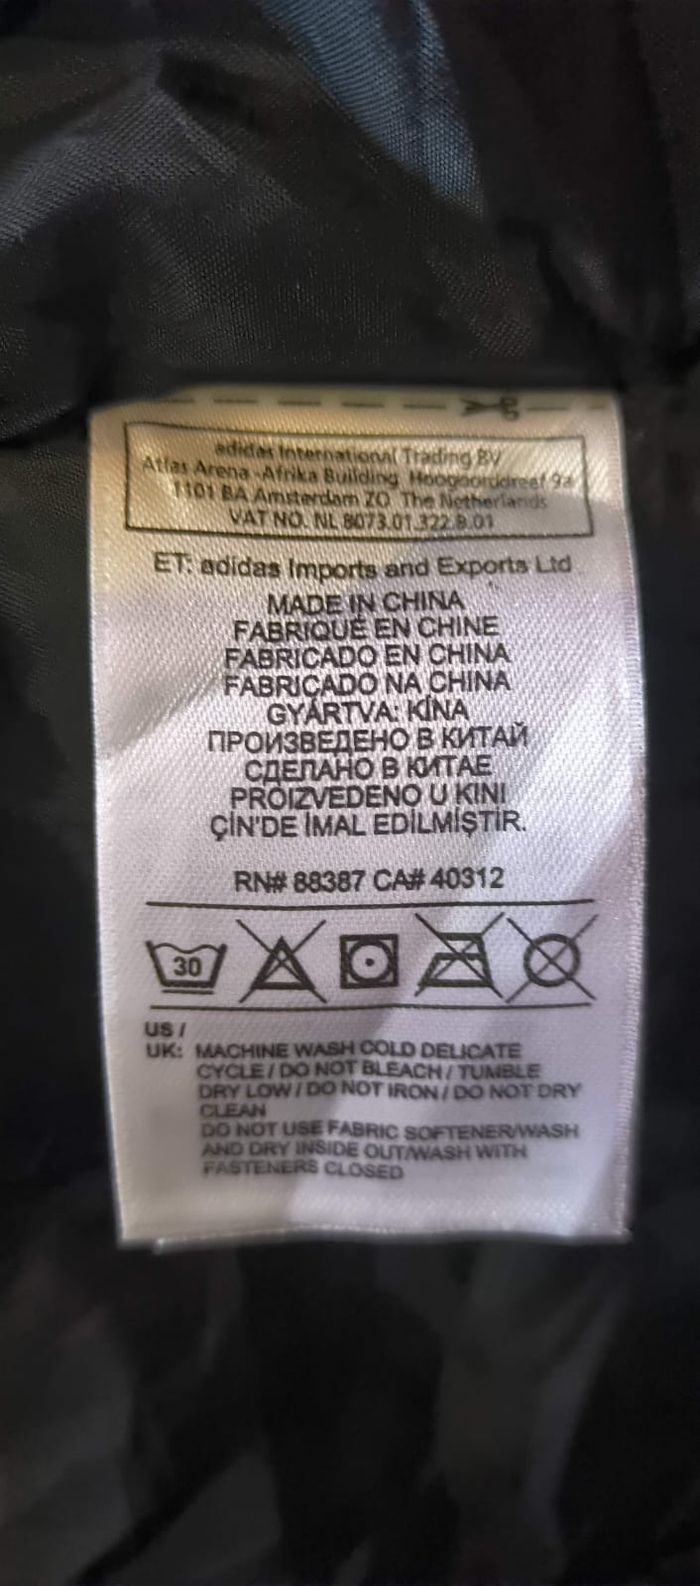 adidas International Trading BV
Atlas Arena -Afrika Building, Hoogoorddreef 9a
1101 BA Amsterdam ZO The Netherlands
VAT NO. NL 8073.01.322.B.01
ET: adidas Imports and Exports Ltd
MADE IN CHINA
FABRIQUÉ EN CHINE
FABRICADO EN CHINA
FABRICADO NA CHINA
GYÁRTVA: KÍNA
ПРОИЗВЕДЕНО В КИТАЙ
СДЕЛАНО В КИТАЕ
PROIZVEDENO U KINI
ÇİN'DE İMAL EDİLMİŞTİR.
RN# 88387 CA# 40312
30
US /
UK: MACHINE WASH COLD DELICATE
CYCLE / DO NOT BLEACH / TUMBLE
DRY LOW / DO NOT IRON / DO NOT DRY
CLEAN
DO NOT USE FABRIC SOFTENER/WASH
AND DRY INSIDE OUT/WASH WITH
FASTENERS CLOSED